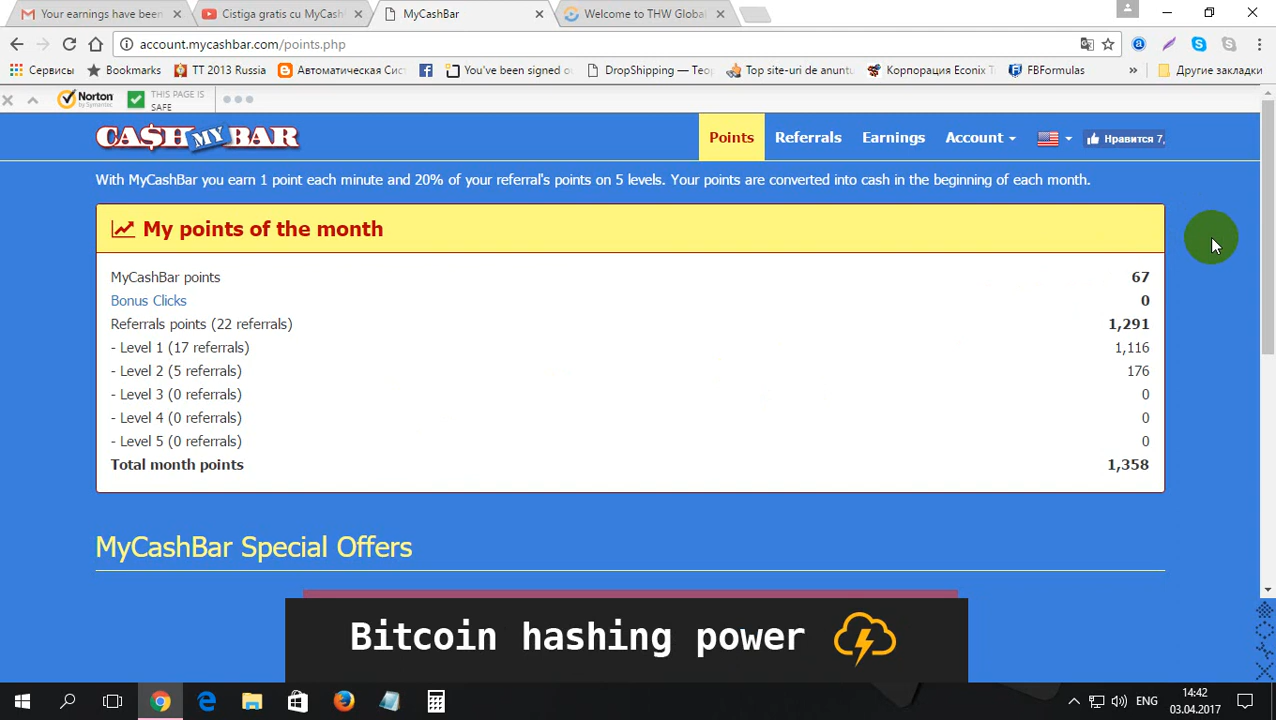 Your earnings have been
Cistiga gratis cu MyCash
MyCashBar
Welcome to THW Global
account.mycashbar.com/points.php
Сервисы
Bookmarks
TT 2013 Russia
Автоматическая Сис
You've been signed o
DropShipping — Тео
Top site-uri de anuntu
Корпорация Econix T
FBFormulas
»
Другие закладки
Norton
by Symantec
THIS PAGE IS
SAFE
CA$H MY BAR
Points
Referrals
Earnings
Account
Нравится 7,
With MyCashBar you earn 1 point each minute and 20% of your referral's points on 5 levels. Your points are converted into cash in the beginning of each month.
My points of the month
MyCashBar points 67
Bonus Clicks 0
Referrals points (22 referrals) 1,291
- Level 1 (17 referrals) 1,116
- Level 2 (5 referrals) 176
- Level 3 (0 referrals) 0
- Level 4 (0 referrals) 0
- Level 5 (0 referrals) 0
Total month points 1,358
MyCashBar Special Offers
Bitcoin hashing power
ENG
14:42
03.04.2017